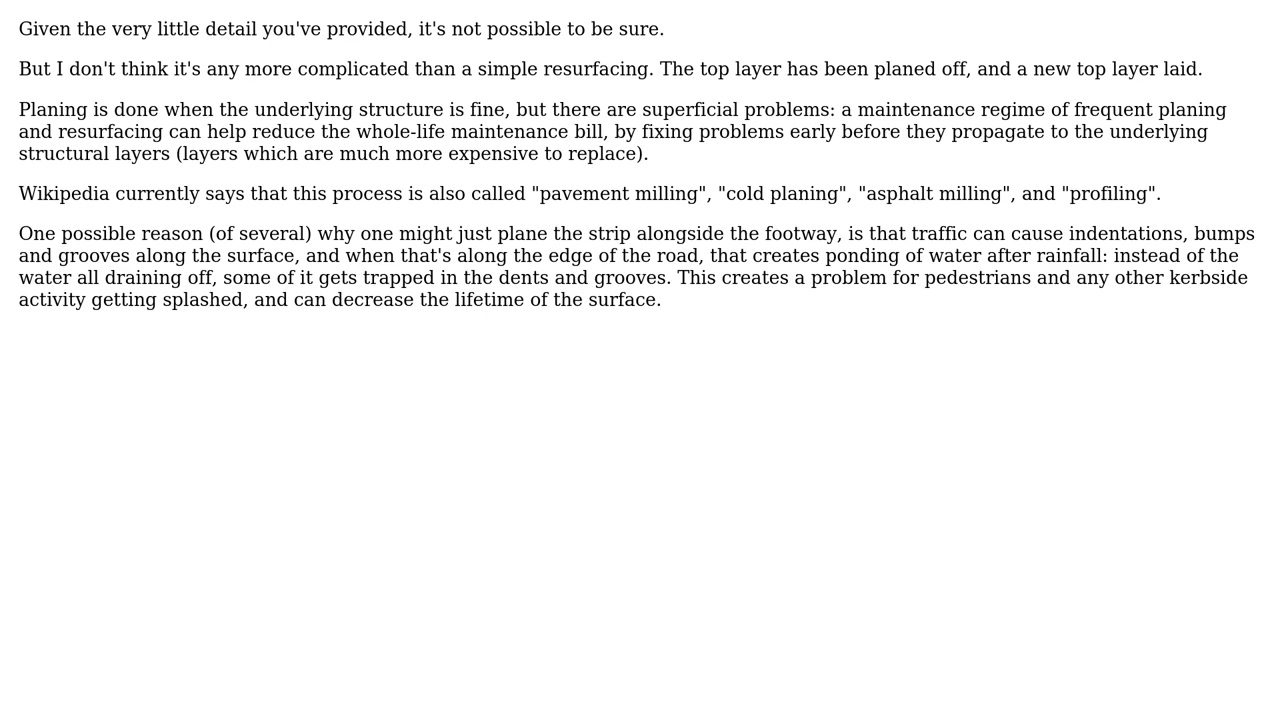 Given the very little detail you've provided, it's not possible to be sure.
But I don't think it's any more complicated than a simple resurfacing. The top layer has been planed off, and a new top layer laid.
Planing is done when the underlying structure is fine, but there are superficial problems: a maintenance regime of frequent planing
and resurfacing can help reduce the whole-life maintenance bill, by fixing problems early before they propagate to the underlying
structural layers (layers which are much more expensive to replace).
Wikipedia currently says that this process is also called "pavement milling", "cold planing", "asphalt milling", and "profiling".
One possible reason (of several) why one might just plane the strip alongside the footway, is that traffic can cause indentations, bumps
and grooves along the surface, and when that's along the edge of the road, that creates ponding of water after rainfall: instead of the
water all draining off, some of it gets trapped in the dents and grooves. This creates a problem for pedestrians and any other kerbside
activity getting splashed, and can decrease the lifetime of the surface.